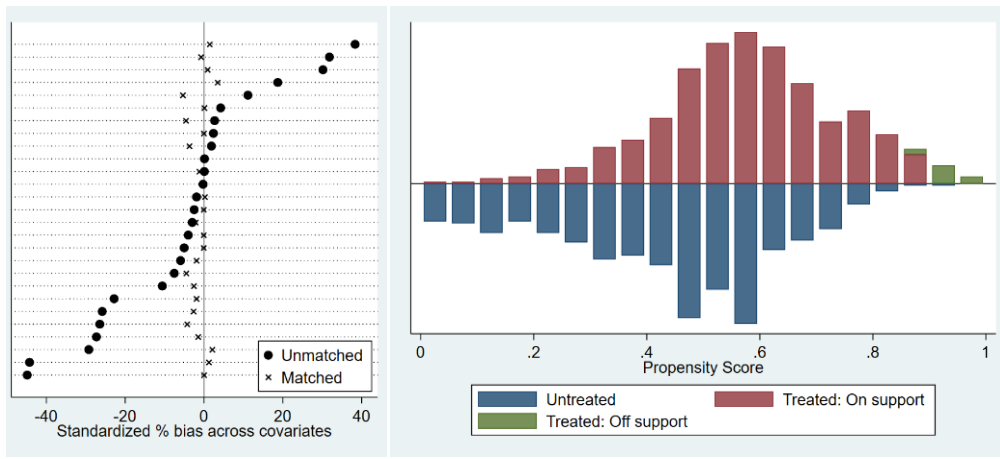 Unmatched
Matched
-40 -20 0 20 40
Standardized % bias across covariates
0 .2 .4 .6 .8 1
Propensity Score
Untreated Treated: On support
Treated: Off support